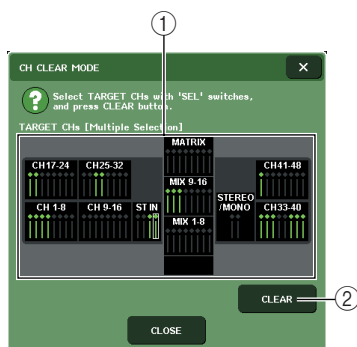 1
CH CLEAR MODE
×
? Select TARGET CHs with 'SEL' switches,
and press CLEAR button.
TARGET CHs [Multiple Selection]
MATRIX
CH17-24 CH25-32 CH41-48
MIX 9-16
STEREO
/MONO
CH 1-8 CH 9-16 ST IN CH33-40
MIX 1-8
CLEAR 2
CLOSE